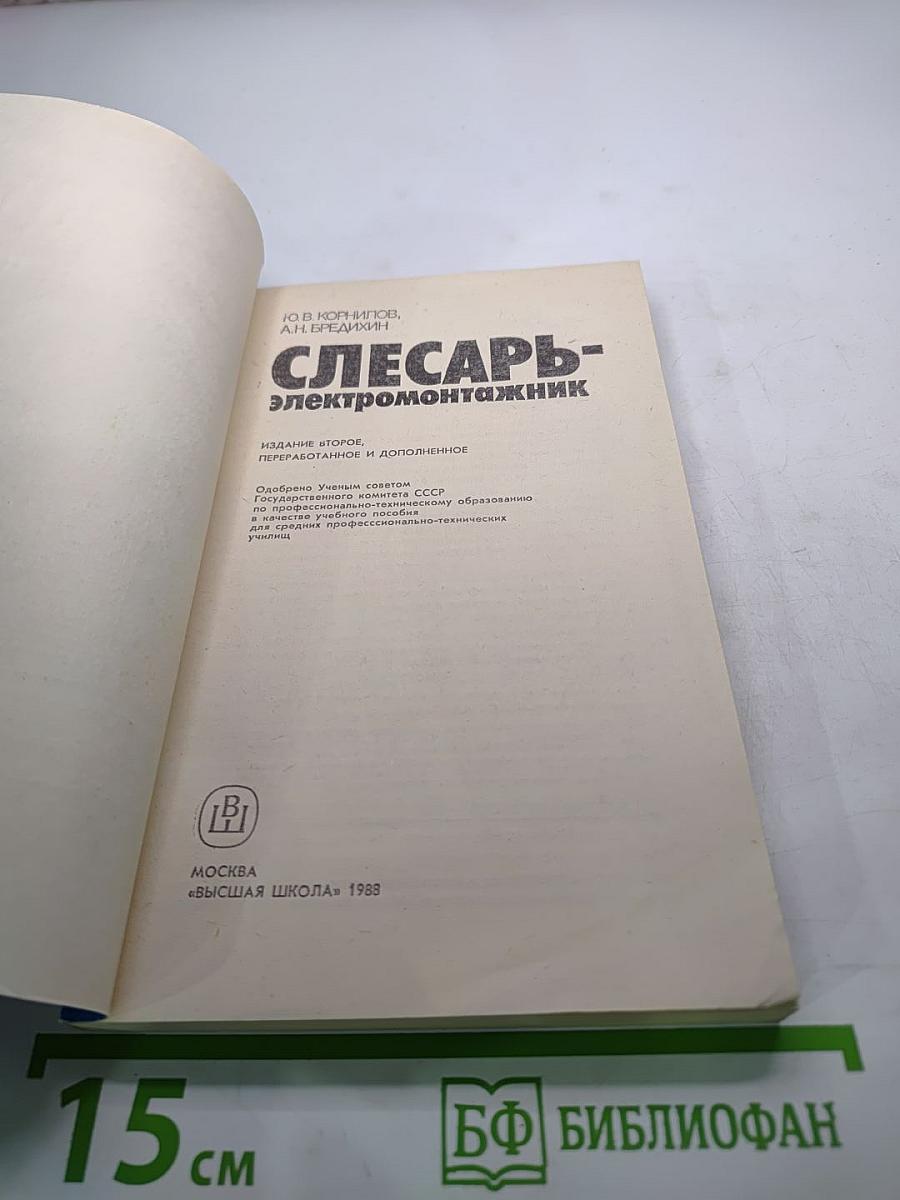 Ю. В. КОРНИЛОВ,
А. Н. БРЕДИХИН
СЛЕСАРЬ-
электромонтажник
ИЗДАНИЕ ВТОРОЕ,
ПЕРЕРАБОТАННОЕ И ДОПОЛНЕННОЕ
Одобрено Ученым советом
Государственного комитета СССР
по профессионально-техническому образованию
в качестве учебного пособия
для средних професссионально-технических
училищ
ВШ
МОСКВА
«ВЫСШАЯ ШКОЛА» 1988
15 см
БФ БИБЛИОФАН